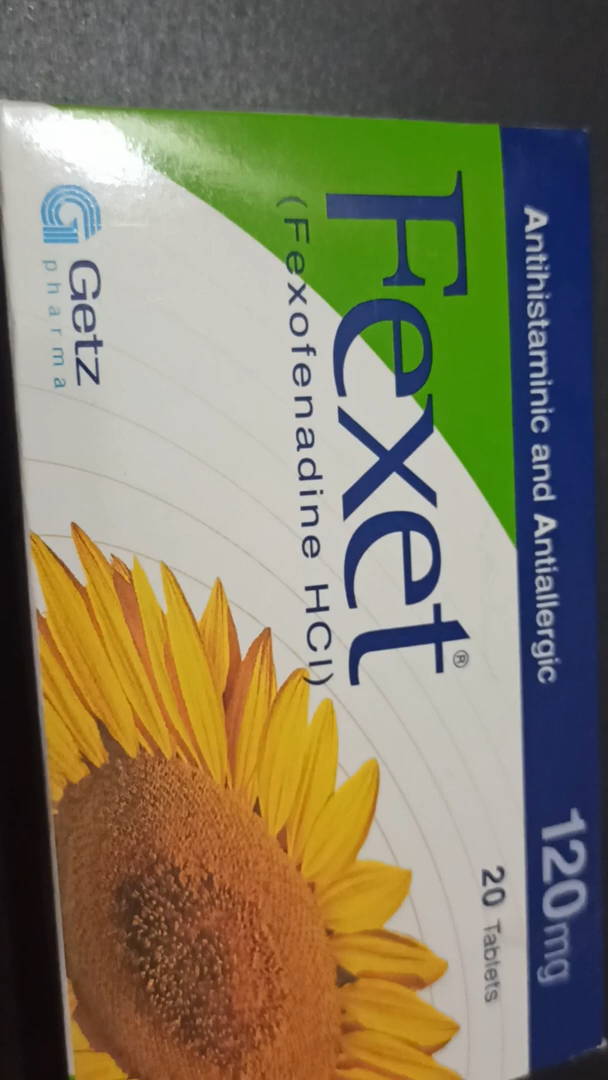 Antihistaminic and Antiallergic 120mg
20 Tablets
Fexet®
(Fexofenadine HCl)
Getz
pharma